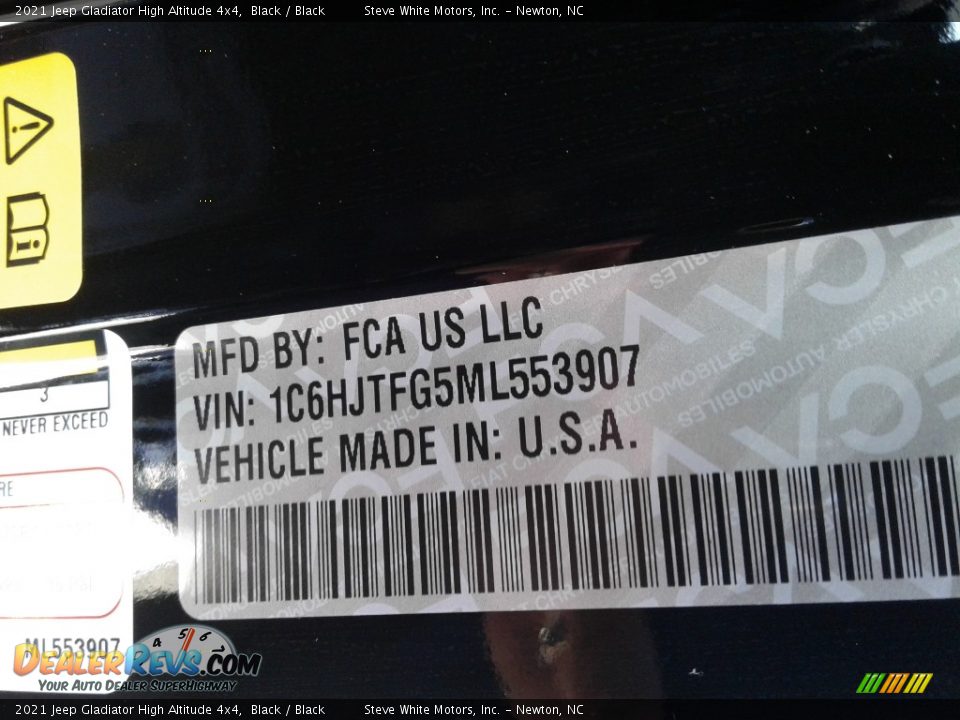 2021 Jeep Gladiator High Altitude 4x4, Black / Black Steve White Motors, Inc. - Newton, NC
MFD BY: FCA US LLC
VIN: 1C6HJTFG5ML553907
VEHICLE MADE IN: U.S.A.
3
NEVER EXCEED
ML553907
DEALERREVS.COM
YOUR AUTO DEALER SUPERHIGHWAY
2021 Jeep Gladiator High Altitude 4x4, Black / Black Steve White Motors, Inc. - Newton, NC